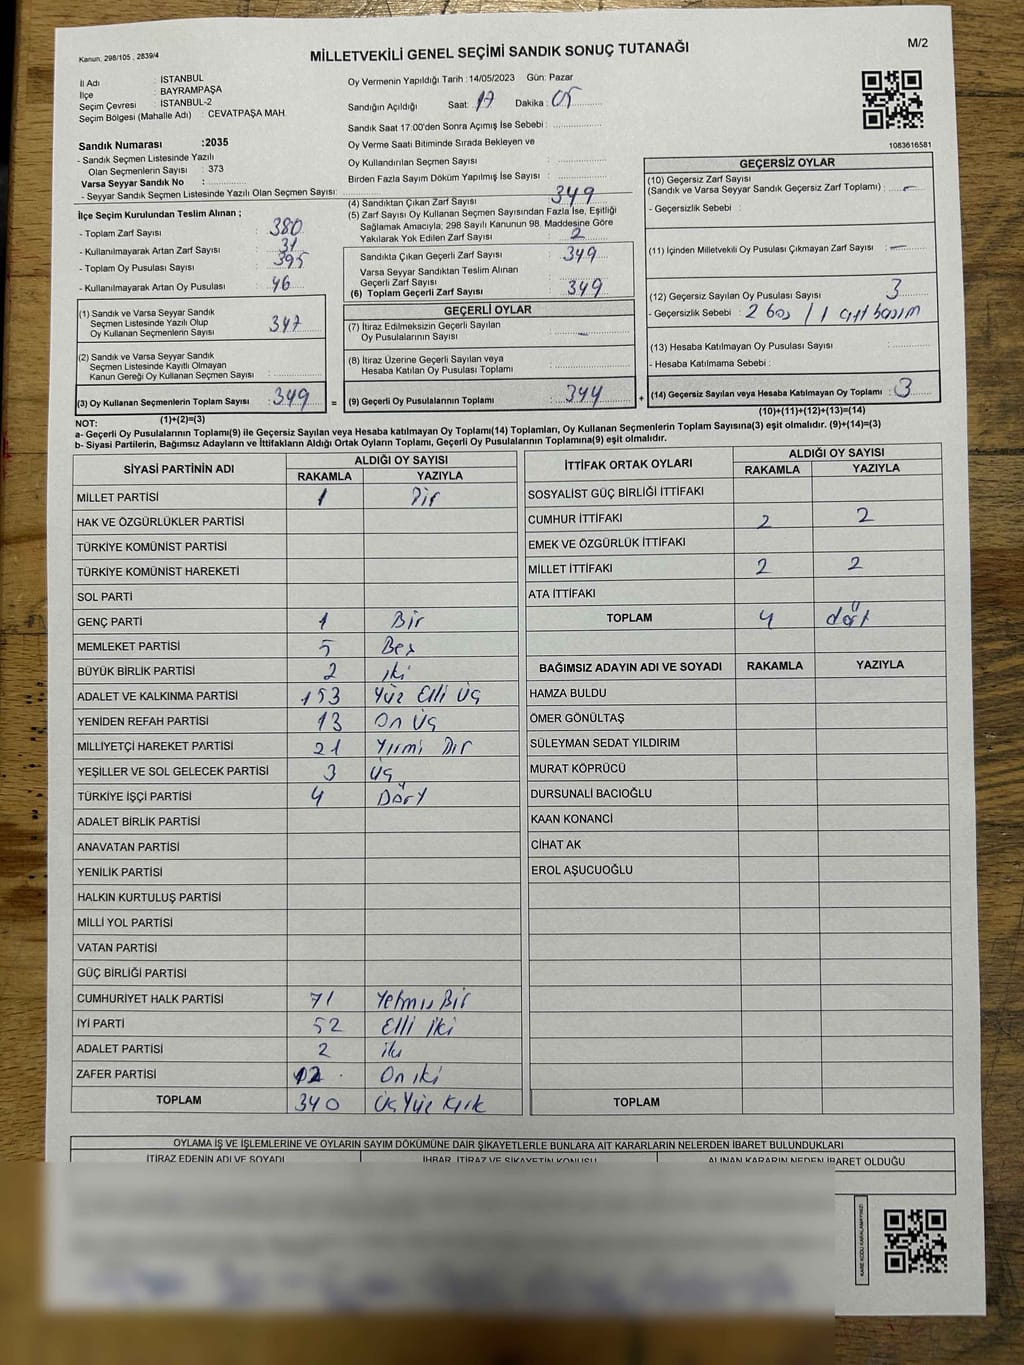 Kanun, 298/105 , 2839/4
MİLLETVEKİLİ GENEL SEÇİMİ SANDIK SONUÇ TUTANAĞI
M/2
İl Adı : İSTANBUL
İlçe : BAYRAMPAŞA
Seçim Çevresi : İSTANBUL-2
Seçim Bölgesi (Mahalle Adı) : CEVATPAŞA MAH
Sandık Numarası :2035
- Sandık Seçmen Listesinde Yazılı
Olan Seçmenlerin Sayısı : 373
Varsa Seyyar Sandık No :
- Seyyar Sandık Seçmen Listesinde Yazılı Olan Seçmen Sayısı:
İlçe Seçim Kurulundan Teslim Alınan ;
- Toplam Zarf Sayısı : 380
- Kullanılmayarak Artan Zarf Sayısı : 31
- Toplam Oy Pusulası Sayısı : 395
- Kullanılmayarak Artan Oy Pusulası : 46
(1) Sandık ve Varsa Seyyar Sandık
Seçmen Listesinde Yazılı Olup
Oy Kullanan Seçmenlerin Sayısı : 347
(2) Sandık ve Varsa Seyyar Sandık
Seçmen Listesinde Kayıtlı Olmayan
Kanun Gereği Oy Kullanan Seçmen Sayısı :
(3) Oy Kullanan Seçmenlerin Toplam Sayısı : 349
(1)+(2)=(3)
Oy Vermenin Yapıldığı Tarih : 14/05/2023 Gün: Pazar
Sandığın Açıldığı Saat: 17 Dakika : 05
Sandık Saat 17:00'den Sonra Açımış İse Sebebi :
Oy Verme Saati Bitiminde Sırada Bekleyen ve
Oy Kullandırılan Seçmen Sayısı :
Birden Fazla Sayım Döküm Yapılmış İse Sayısı :
(4) Sandıktan Çıkan Zarf Sayısı : 349
(5) Zarf Sayısı Oy Kullanan Seçmen Sayısından Fazla İse, Eşitliği
Sağlamak Amacıyla; 298 Sayılı Kanunun 98. Maddesine Göre
Yakılarak Yok Edilen Zarf Sayısı : 2
Sandıkta Çıkan Geçerli Zarf Sayısı : 349
Varsa Seyyar Sandıktan Teslim Alınan
Geçerli Zarf Sayısı :
(6) Toplam Geçerli Zarf Sayısı : 349
GEÇERLİ OYLAR
(7) İtiraz Edilmeksizin Geçerli Sayılan
Oy Pusulalarının Sayısı : —
(8) İtiraz Üzerine Geçerli Sayılan veya
Hesaba Katılan Oy Pusulası Toplamı :
= (9) Geçerli Oy Pusulalarının Toplamı : 344
1083616581
GEÇERSİZ OYLAR
(10) Geçersiz Zarf Sayısı
(Sandık ve Varsa Seyyar Sandık Geçersiz Zarf Toplamı) : —
- Geçersizlik Sebebi :
(11) İçinden Milletvekili Oy Pusulası Çıkmayan Zarf Sayısı : —
(12) Geçersiz Sayılan Oy Pusulası Sayısı : 3
- Geçersizlik Sebebi : 2 boş / 1 çift basım
(13) Hesaba Katılmayan Oy Pusulası Sayısı :
- Hesaba Katılmama Sebebi :
+ (14) Geçersiz Sayılan veya Hesaba Katılmayan Oy Toplamı : 3
(10)+(11)+(12)+(13)=(14)
NOT:
a- Geçerli Oy Pusulalarının Toplamı(9) ile Geçersiz Sayılan veya Hesaba katılmayan Oy Toplamı(14) Toplamları, Oy Kullanan Seçmenlerin Toplam Sayısına(3) eşit olmalıdır. (9)+(14)=(3)
b- Siyasi Partilerin, Bağımsız Adayların ve İttifakların Aldığı Ortak Oyların Toplamı, Geçerli Oy Pusulalarının Toplamına(9) eşit olmalıdır.
SİYASİ PARTİNİN ADI ALDIĞI OY SAYISI
RAKAMLA YAZIYLA
MİLLET PARTİSİ 1 Bir
HAK VE ÖZGÜRLÜKLER PARTİSİ
TÜRKİYE KOMÜNİST PARTİSİ
TÜRKİYE KOMÜNİST HAREKETİ
SOL PARTİ
GENÇ PARTİ 1 Bir
MEMLEKET PARTİSİ 5 Beş
BÜYÜK BİRLİK PARTİSİ 2 iki
ADALET VE KALKINMA PARTİSİ 153 Yüz Elli Üç
YENİDEN REFAH PARTİSİ 13 On Üç
MİLLİYETÇİ HAREKET PARTİSİ 21 Yirmi Bir
YEŞİLLER VE SOL GELECEK PARTİSİ 3 Üç
TÜRKİYE İŞÇİ PARTİSİ 4 Dört
ADALET BİRLİK PARTİSİ
ANAVATAN PARTİSİ
YENİLİK PARTİSİ
HALKIN KURTULUŞ PARTİSİ
MİLLİ YOL PARTİSİ
VATAN PARTİSİ
GÜÇ BİRLİĞİ PARTİSİ
CUMHURİYET HALK PARTİSİ 71 Yetmiş Bir
İYİ PARTİ 52 Elli iki
ADALET PARTİSİ 2 iki
ZAFER PARTİSİ 12 On iki
TOPLAM 340 Üç Yüz Kırk
İTTİFAK ORTAK OYLARI ALDIĞI OY SAYISI
RAKAMLA YAZIYLA
SOSYALİST GÜÇ BİRLİĞİ İTTİFAKI
CUMHUR İTTİFAKI 2 2
EMEK VE ÖZGÜRLÜK İTTİFAKI
MİLLET İTTİFAKI 2 2
ATA İTTİFAKI
TOPLAM 4 dört
BAĞIMSIZ ADAYIN ADI VE SOYADI RAKAMLA YAZIYLA
HAMZA BULDU
ÖMER GÖNÜLTAŞ
SÜLEYMAN SEDAT YILDIRIM
MURAT KÖPRÜCÜ
DURSUNALİ BACIOĞLU
KAAN KONANCİ
CİHAT AK
EROL AŞUCUOĞLU
TOPLAM
OYLAMA İŞ VE İŞLEMLERİNE VE OYLARIN SAYIM DÖKÜMÜNE DAİR ŞİKAYETLERLE BUNLARA AİT KARARLARIN NELERDEN İBARET BULUNDUKLARI
İTİRAZ EDENİN ADI VE SOYADI İHBAR, İTİRAZ VE ŞİKAYETİN KONUSU ALINAN KARARIN NEDEN İBARET OLDUĞU
KARE KODU KARALAMAYINIZ!